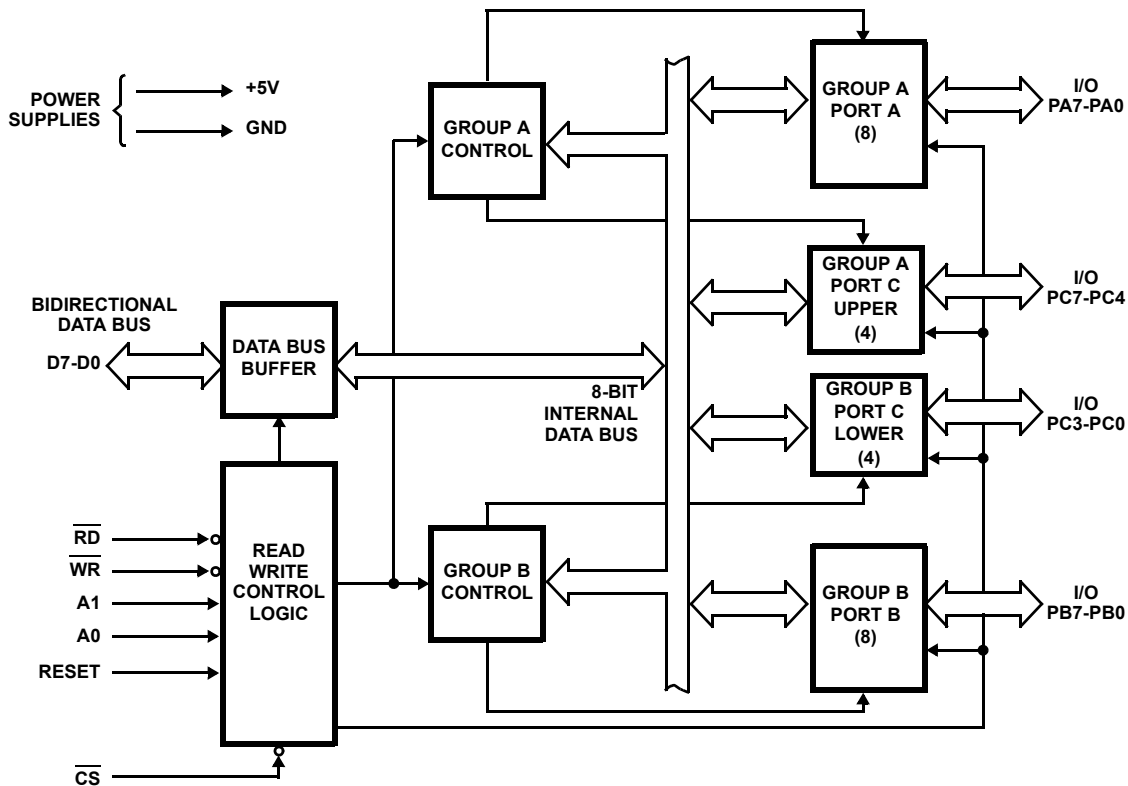 POWER
SUPPLIES
+5V
GND
BIDIRECTIONAL
DATA BUS
D7-D0
DATA BUS
BUFFER
RD
WR
A1
A0
RESET
CS
READ
WRITE
CONTROL
LOGIC
GROUP A
CONTROL
GROUP B
CONTROL
8-BIT
INTERNAL
DATA BUS
GROUP A
PORT A
(8)
GROUP A
PORT C
UPPER
(4)
GROUP B
PORT C
LOWER
(4)
GROUP B
PORT B
(8)
I/O
PA7-PA0
I/O
PC7-PC4
I/O
PC3-PC0
I/O
PB7-PB0